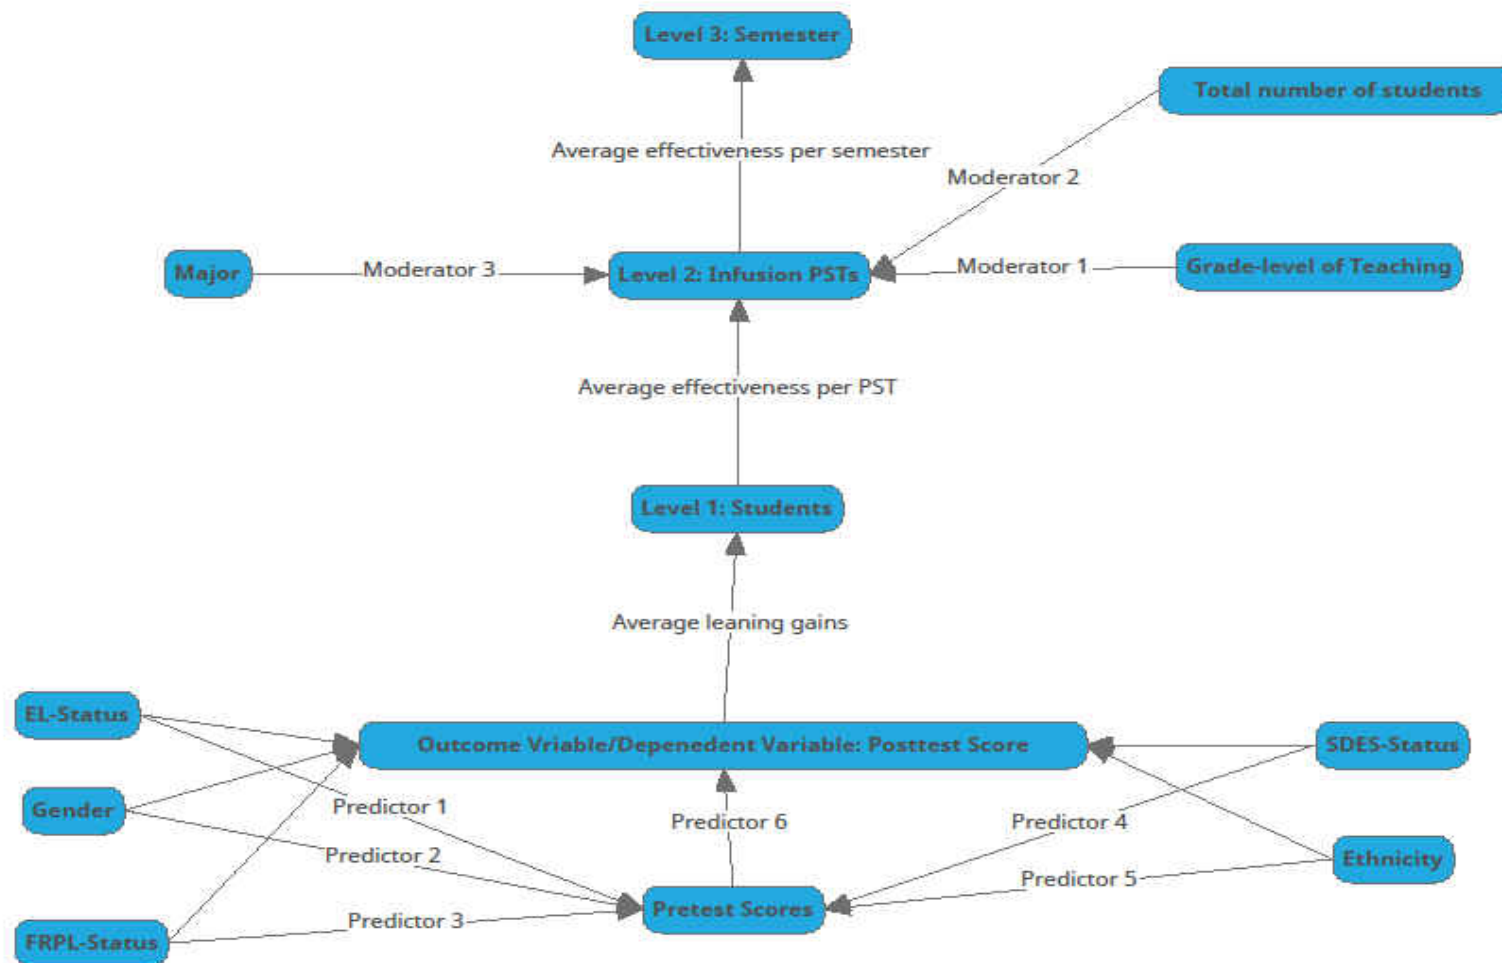 Level 3: Semester
Total number of students
Average effectiveness per semester
Moderator 2
Major
Moderator 3
Level 2: Infusion PSTs
Moderator 1
Grade-level of Teaching
Average effectiveness per PST
Level 1: Students
Average leaning gains
EL-Status
Outcome Vriable/Depenedent Variable: Posttest Score
SDES-Status
Gender
Predictor 1
Predictor 6
Predictor 4
Predictor 2
Ethnicity
Predictor 5
Predictor 3
Pretest Scores
FRPL-Status